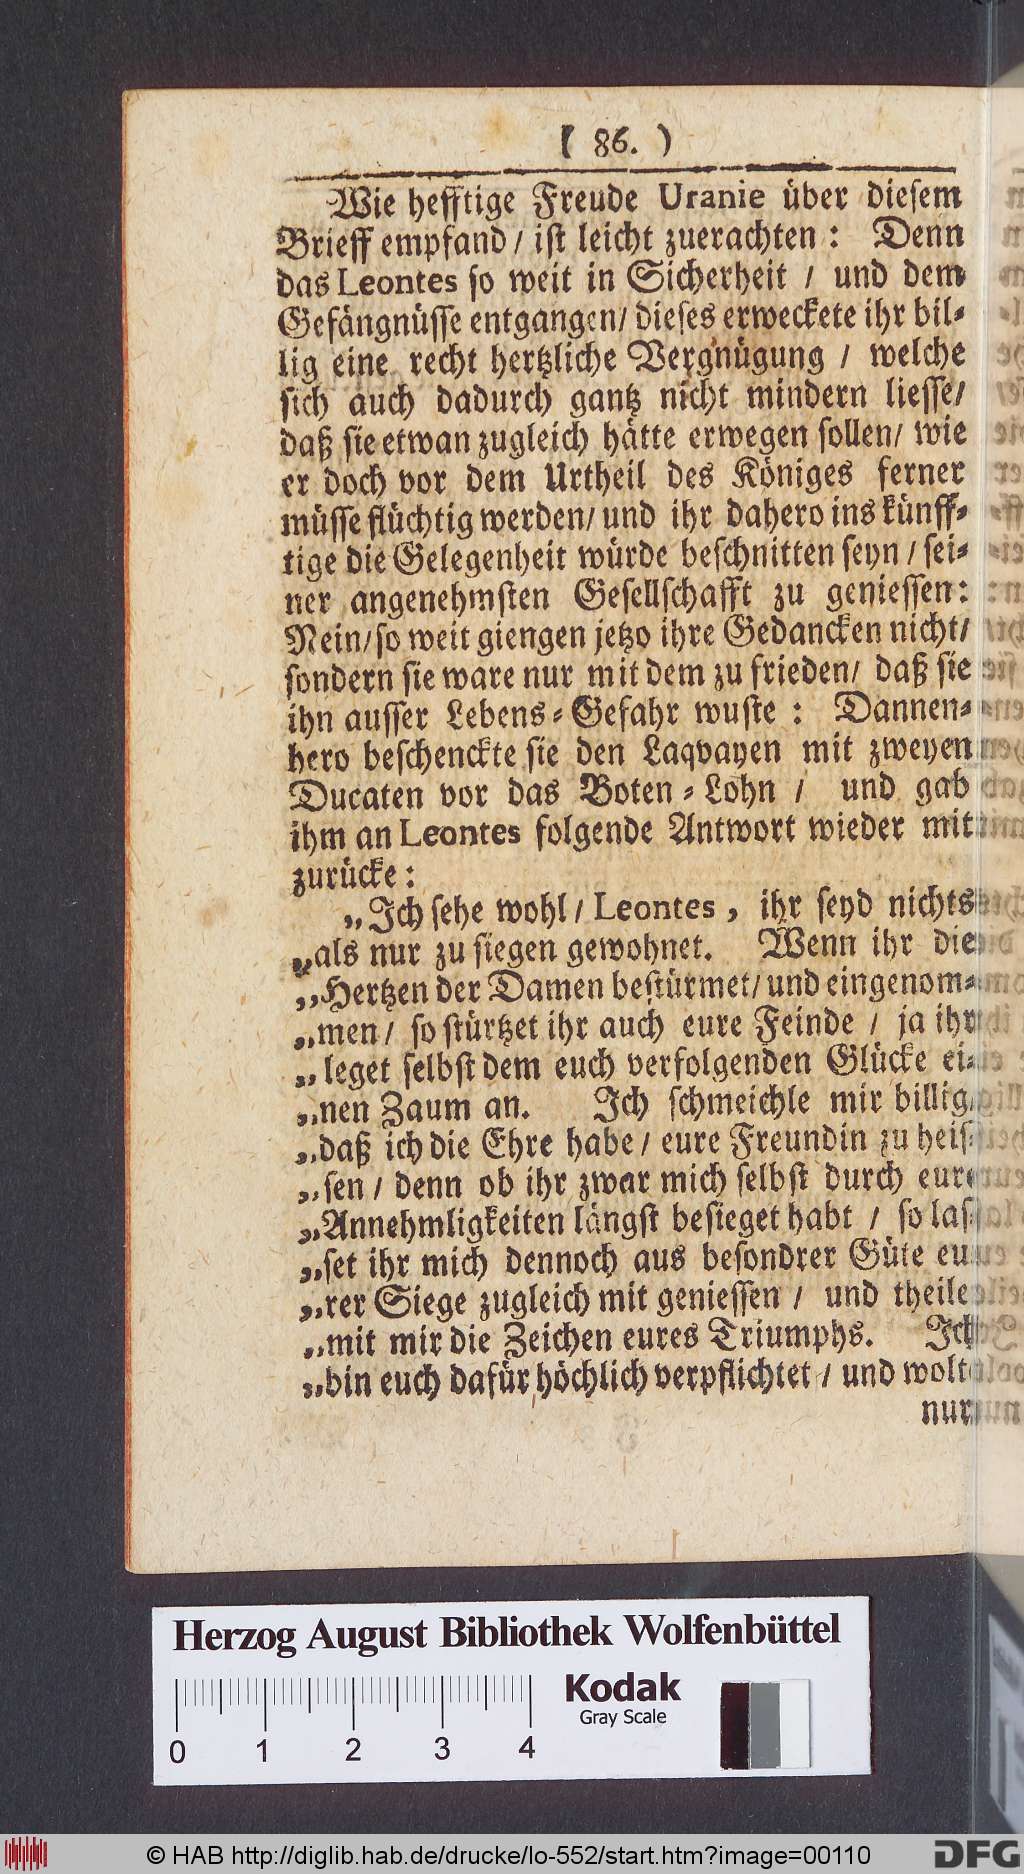 ( 86. )
Wie hefftige Freude Uranie über diesem
Brieff empfand / ist leicht zuerachten : Denn
das Leontes so weit in Sicherheit / und dem
Gefängnüsse entgangen/ dieses erweckete ihr bil-
lig eine recht hertzliche Vergnügung / welche
sich auch dadurch gantz nicht mindern liesse/
daß sie etwan zugleich hätte erwegen sollen/ wie
er doch vor dem Urtheil des Königes ferner
müsse flüchtig werden/ und ihr dahero ins künff-
tige die Gelegenheit würde beschnitten seyn / sei-
ner angenehmsten Gesellschafft zu geniessen:
Nein/ so weit giengen jetzo ihre Gedancken nicht/
sondern sie ware nur mit dem zu frieden/ daß sie
ihn ausser Lebens-Gefahr wuste : Dannen-
hero beschenckte sie den Laqvayen mit zweyen
Ducaten vor das Boten-Lohn / und gab
ihm an Leontes folgende Antwort wieder mit
zurücke :
„Ich sehe wohl / Leontes, ihr seyd nichts
„als nur zu siegen gewohnet. Wenn ihr die
„Hertzen der Damen bestürmet/ und eingenom-
„men / so stürtzet ihr auch eure Feinde / ja ihr
„leget selbst dem euch verfolgenden Glücke ei-
„nen Zaum an. Ich schmeichle mir billig,
„daß ich die Ehre habe / eure Freundin zu heis-
„sen / denn ob ihr zwar mich selbst durch eure
„Annehmligkeiten längst besieget habt / so las-
„set ihr mich dennoch aus besondrer Güte eu-
„rer Siege zugleich mit geniessen / und theile
„mit mir die Zeichen eures Triumphs. Ich
„bin euch dafür höchlich verpflichtet / und wolte
nur
Herzog August Bibliothek Wolfenbüttel
Kodak
Gray Scale
0 1 2 3 4
© HAB http://diglib.hab.de/drucke/lo-552/start.htm?image=00110
DFG